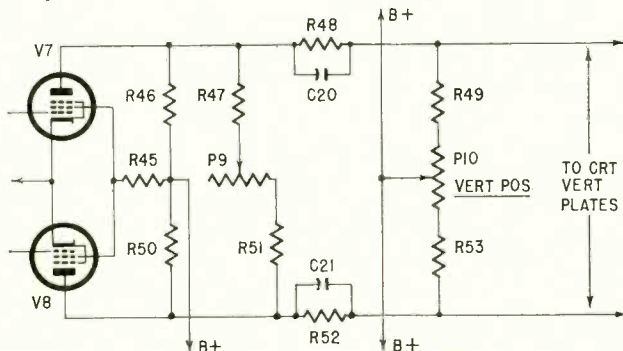 R48
B+
V7
R46
R47
C20
R49
R45
P9
P10
VERT POS
TO CRT
VERT
PLATES
R50
R51
C21
R53
V8
R52
B+
B+